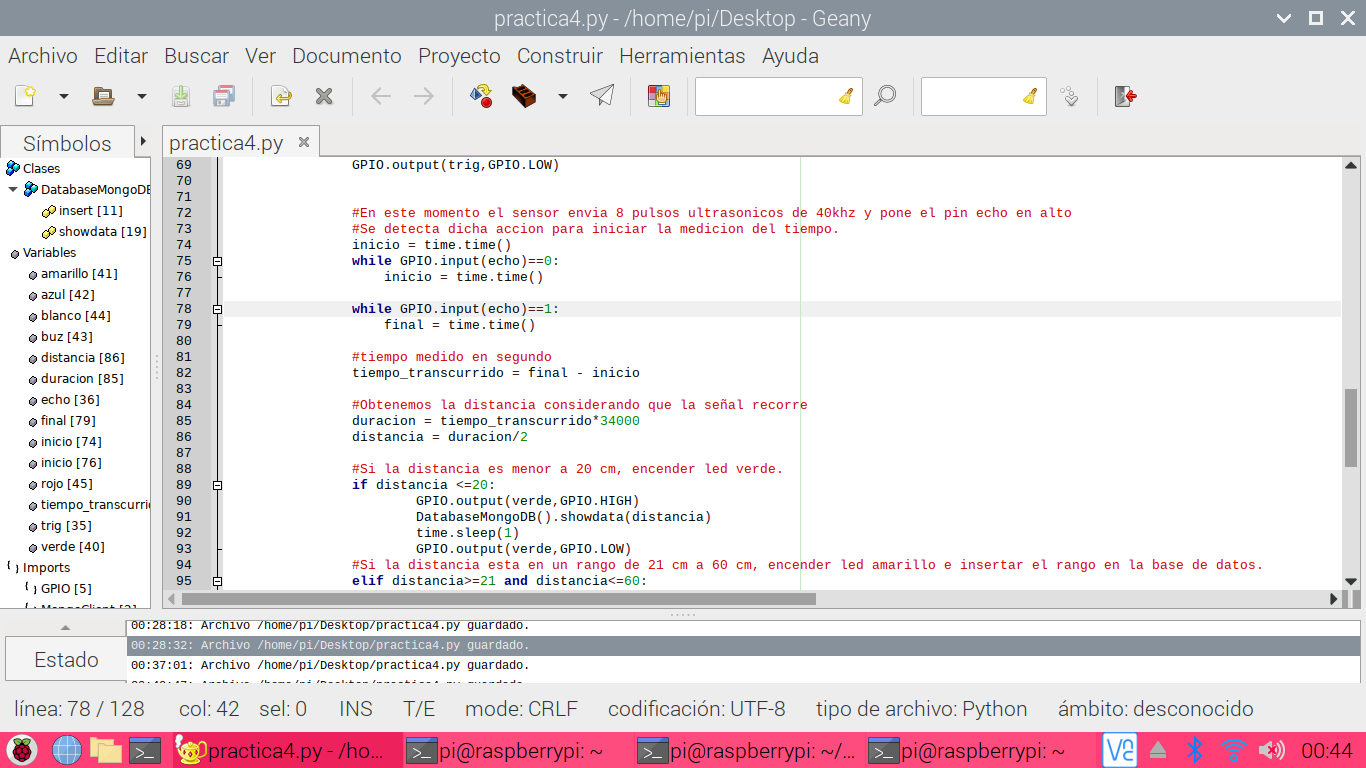 practica4.py - /home/pi/Desktop - Geany
Archivo Editar Buscar Ver Documento Proyecto Construir Herramientas Ayuda
Símbolos
practica4.py
Clases
DatabaseMongoDB
insert [11]
showdata [19]
Variables
amarillo [41]
azul [42]
blanco [44]
buz [43]
distancia [86]
duracion [85]
echo [36]
final [79]
inicio [74]
inicio [76]
rojo [45]
tiempo_transcurrid
trig [35]
verde [40]
Imports
GPIO [5]
69 GPIO.output(trig,GPIO.LOW)
70
71
72 #En este momento el sensor envia 8 pulsos ultrasonicos de 40khz y pone el pin echo en alto
73 #Se detecta dicha accion para iniciar la medicion del tiempo.
74 inicio = time.time()
75 while GPIO.input(echo)==0:
76 inicio = time.time()
77
78 while GPIO.input(echo)==1:
79 final = time.time()
80
81 #tiempo medido en segundo
82 tiempo_transcurrido = final - inicio
83
84 #Obtenemos la distancia considerando que la señal recorre
85 duracion = tiempo_transcurrido*34000
86 distancia = duracion/2
87
88 #Si la distancia es menor a 20 cm, encender led verde.
89 if distancia <=20:
90 GPIO.output(verde,GPIO.HIGH)
91 DatabaseMongoDB().showdata(distancia)
92 time.sleep(1)
93 GPIO.output(verde,GPIO.LOW)
94 #Si la distancia esta en un rango de 21 cm a 60 cm, encender led amarillo e insertar el rango en la base de datos.
95 elif distancia>=21 and distancia<=60:
Estado
00:28:18: Archivo /home/pi/Desktop/practica4.py guardado.
00:28:32: Archivo /home/pi/Desktop/practica4.py guardado.
00:37:01: Archivo /home/pi/Desktop/practica4.py guardado.
línea: 78 / 128 col: 42 sel: 0 INS T/E mode: CRLF codificación: UTF-8 tipo de archivo: Python ámbito: desconocido
practica4.py - /ho... pi@raspberrypi: ~ pi@raspberrypi: ~/... pi@raspberrypi: ~ 00:44